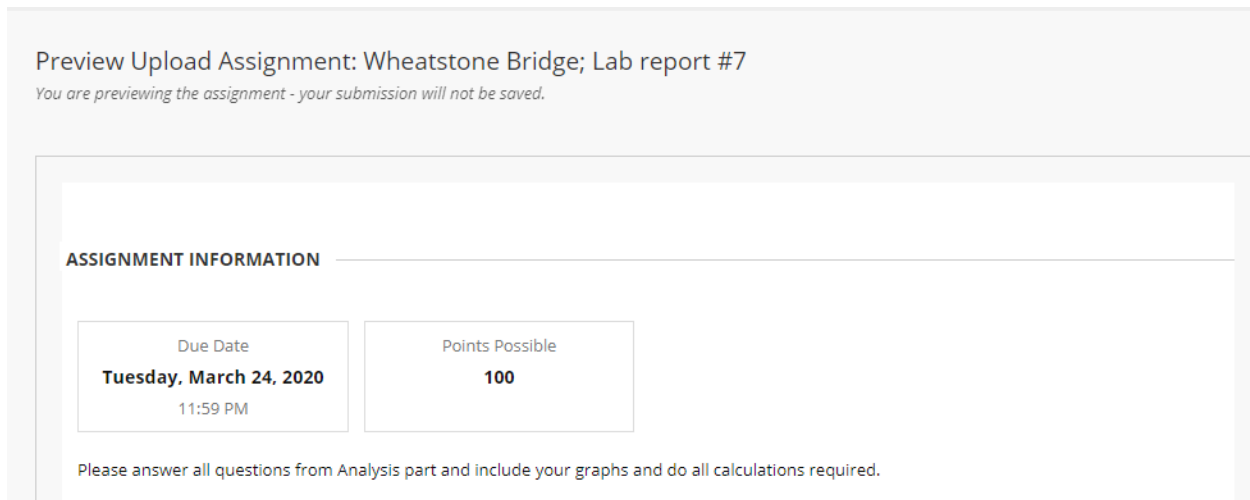 Preview Upload Assignment: Wheatstone Bridge; Lab report #7
You are previewing the assignment - your submission will not be saved.
ASSIGNMENT INFORMATION
Due Date
Tuesday, March 24, 2020
11:59 PM
Points Possible
100
Please answer all questions from Analysis part and include your graphs and do all calculations required.